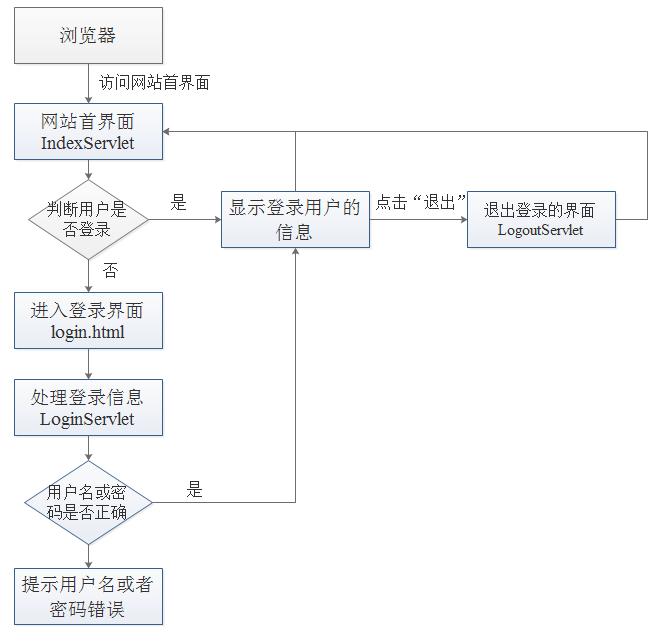 浏览器
访问网站首界面
网站首界面
IndexServlet
判断用户是
否登录
是
显示登录用户的
信息
点击“退出”
退出登录的界面
LogoutServlet
否
进入登录界面
login.html
处理登录信息
LoginServlet
用户名或密
码是否正确
是
提示用户名或者
密码错误